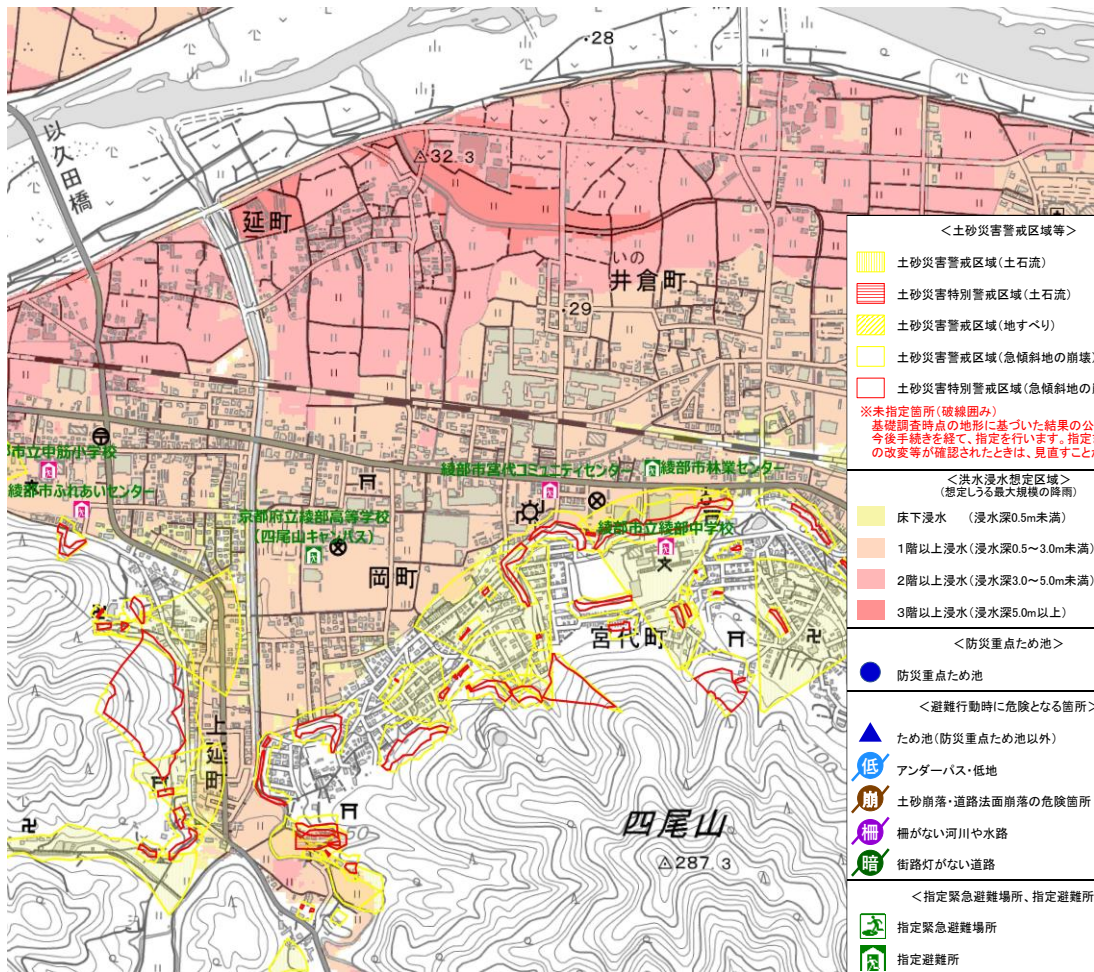 ・28
以久田橋
△32.3
延町
いの
井倉町
・29
綾部市立中筋小学校
綾部市ふれあいセンター
綾部市宮代コミュニティセンター
綾部市林業センター
京都府立綾部高等学校
(四尾山キャンパス)
綾部市立綾部中学校
岡町
宮代町
上延町
四尾山
△287.3
<土砂災害警戒区域等>
土砂災害警戒区域(土石流)
土砂災害特別警戒区域(土石流)
土砂災害警戒区域(地すべり)
土砂災害警戒区域(急傾斜地の崩壊)
土砂災害特別警戒区域(急傾斜地の
※未指定箇所(破線囲み)
基礎調査時点の地形に基づいた結果の公
今後手続きを経て、指定を行います。指定
の改変等が確認されたときは、見直すことが
<洪水浸水想定区域>
(想定しうる最大規模の降雨)
床下浸水 (浸水深0.5m未満)
1階以上浸水(浸水深0.5~3.0m未満)
2階以上浸水(浸水深3.0~5.0m未満)
3階以上浸水(浸水深5.0m以上)
<防災重点ため池>
防災重点ため池
<避難行動時に危険となる箇所>
ため池(防災重点ため池以外)
低 アンダーパス・低地
崩 土砂崩落・道路法面崩落の危険箇所
柵 柵がない河川や水路
暗 街路灯がない道路
<指定緊急避難場所、指定避難所
指定緊急避難場所
指定避難所